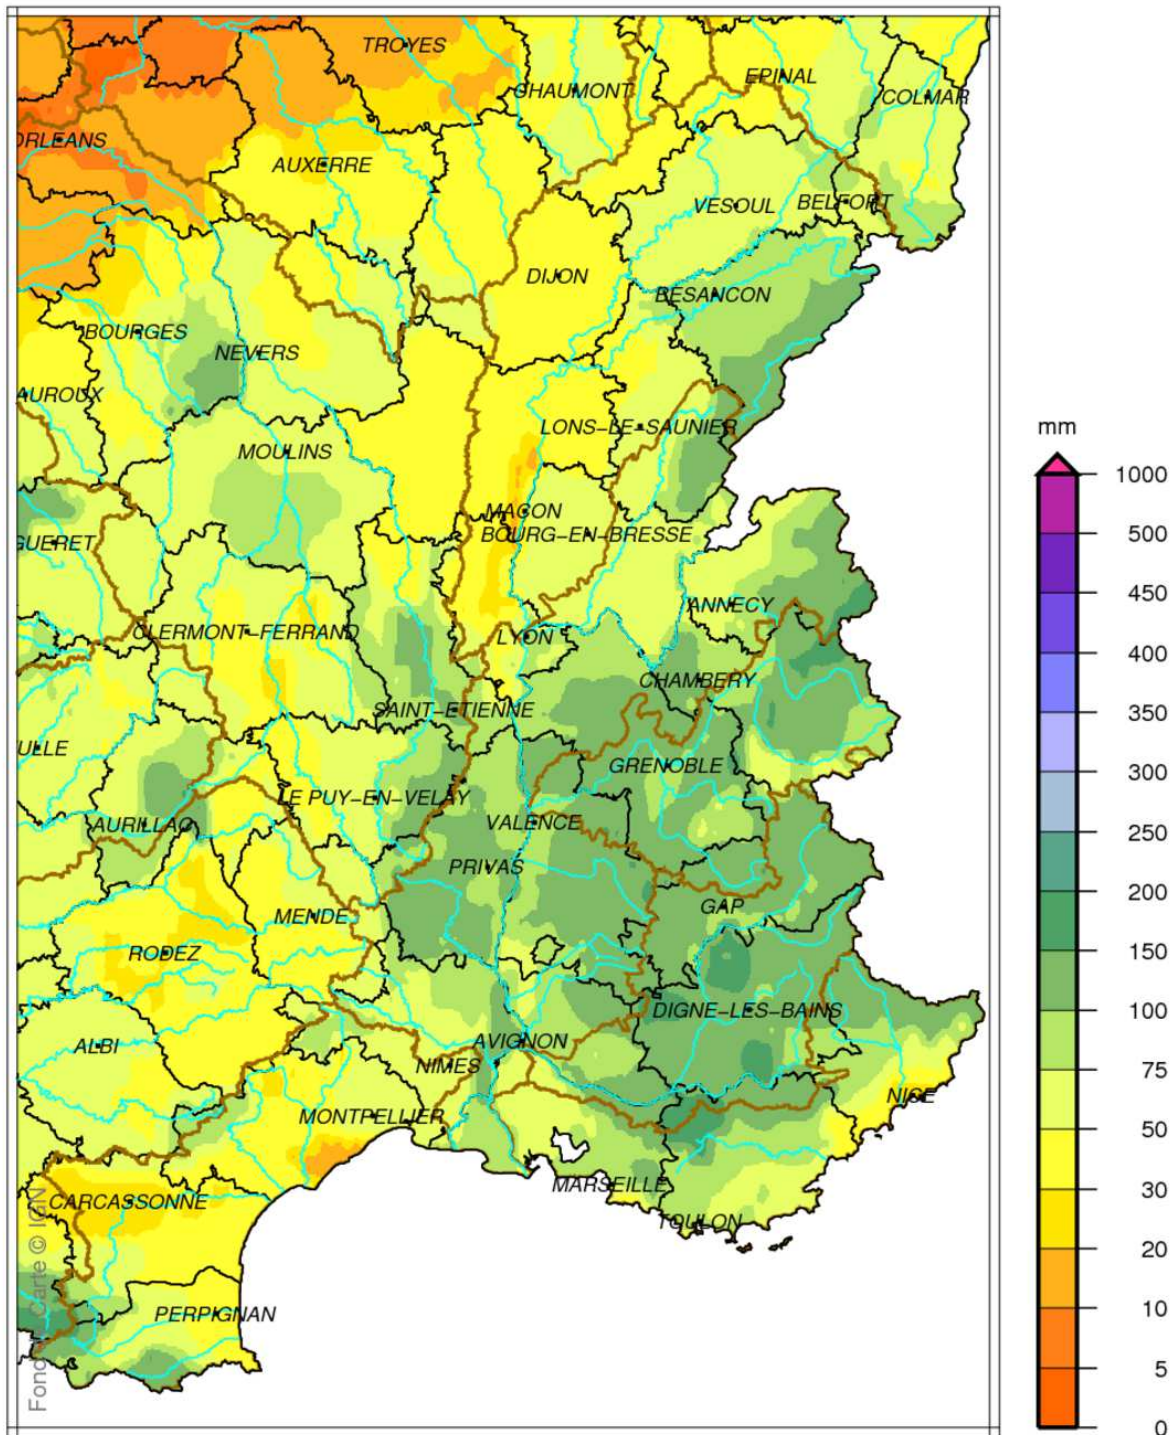 TROYES
EPINAL
CHAUMONT
COLMAR
ORLEANS
AUXERRE
VESOUL
BELFORT
DIJON
BESANCON
BOURGES
NEVERS
AUROUX
LONS-LE-SAUNIER
mm
MOULINS
1000
MACON
500
BOURG-EN-BRESSE
GUERET
450
ANNECY
CLERMONT-FERRAND
LYON
400
CHAMBERY
SAINT-ETIENNE
350
ULLE
GRENOBLE
300
LE PUY-EN-VELAY
AURILLAC
VALENCE
250
PRIVAS
200
GAP
MENDE
RODEZ
150
DIGNE-LES-BAINS
100
AVIGNON
ALBI
NIMES
75
NICE
MONTPELLIER
50
MARSEILLE
30
CARCASSONNE
TOULON
20
PERPIGNAN
10
5
0
Fond de Carte © IGN